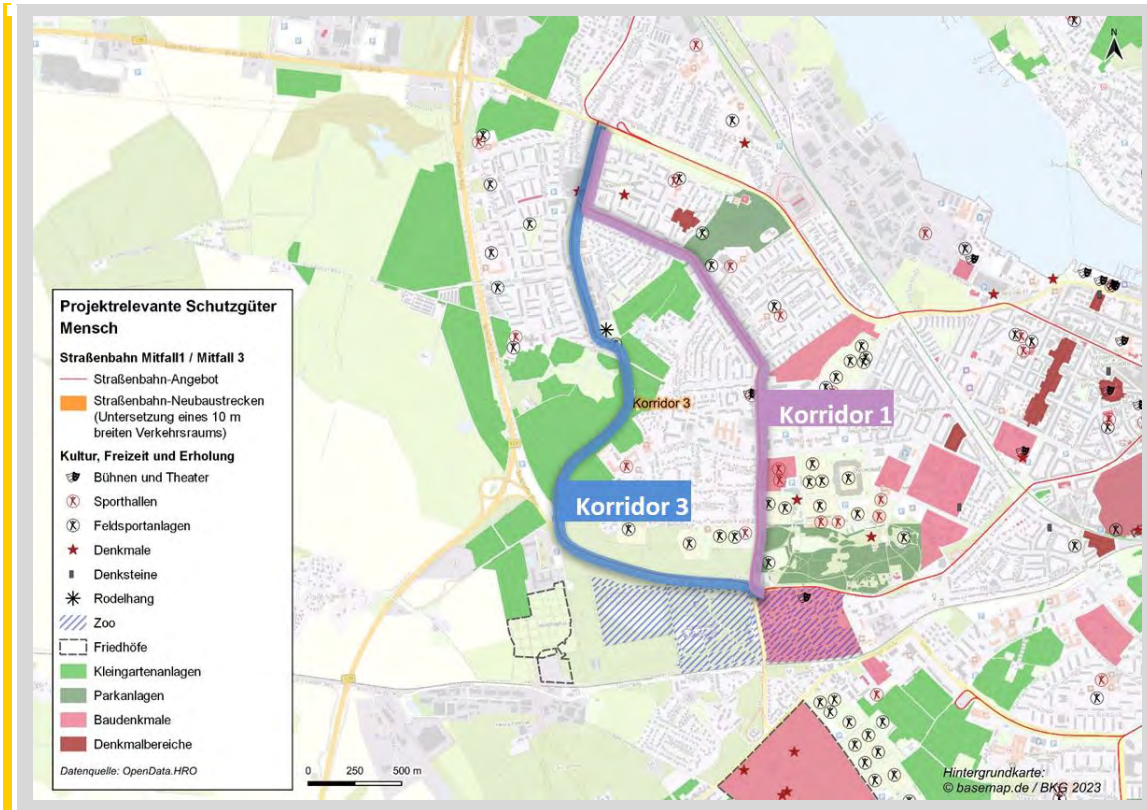 N
Korridor 3
Korridor 1
Korridor 3
Projektrelevante Schutzgüter
Mensch
Straßenbahn Mitfall1 / Mitfall 3
Straßenbahn-Angebot
Straßenbahn-Neubaustrecken
(Untersetzung eines 10 m
breiten Verkehrsraums)
Kultur, Freizeit und Erholung
Bühnen und Theater
Sporthallen
Feldsportanlagen
Denkmale
Denksteine
Rodelhang
Zoo
Friedhöfe
Kleingartenanlagen
Parkanlagen
Baudenkmale
Denkmalbereiche
Datenquelle: OpenData.HRO
0 250 500 m
Hintergrundkarte:
© basemap.de / BKG 2023